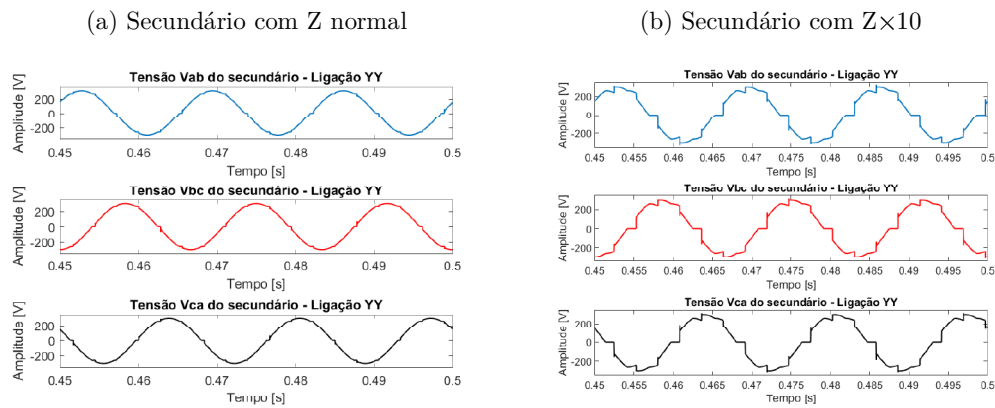 (a) Secundário com Z normal
Tensão Vab do secundário - Ligação YY
Amplitude [V]
200
0
-200
0.45 0.46 0.47 0.48 0.49 0.5
Tempo [s]
Tensão Vbc do secundário - Ligação YY
Amplitude [V]
200
0
-200
0.45 0.46 0.47 0.48 0.49 0.5
Tempo [s]
Tensão Vca do secundário - Ligação YY
Amplitude [V]
200
0
-200
0.45 0.46 0.47 0.48 0.49 0.5
Tempo [s]
(b) Secundário com Z×10
Tensão Vab do secundário - Ligação YY
Amplitude [V]
200
0
-200
0.45 0.455 0.46 0.465 0.47 0.475 0.48 0.485 0.49 0.495 0.5
Tempo [s]
Tensão Vbc do secundário - Ligação YY
Amplitude [V]
200
0
-200
0.45 0.455 0.46 0.465 0.47 0.475 0.48 0.485 0.49 0.495 0.5
Tempo [s]
Tensão Vca do secundário - Ligação YY
Amplitude [V]
200
0
-200
0.45 0.455 0.46 0.465 0.47 0.475 0.48 0.485 0.49 0.495 0.5
Tempo [s]